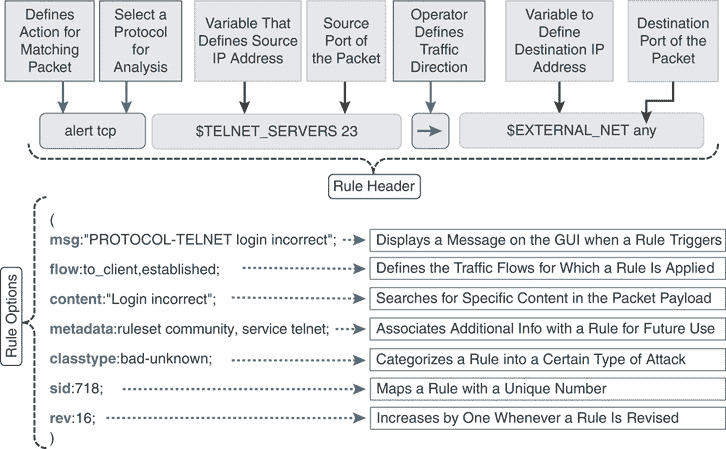 Defines
Action for
Matching
Packet
Select a
Protocol
for
Analysis
Variable That
Defines Source
IP Address
Source
Port of
the Packet
Operator
Defines
Traffic
Direction
Variable to
Define
Destination IP
Address
Destination
Port of the
Packet
alert tcp
$TELNET_SERVERS 23
$EXTERNAL_NET any
Rule Header
Rule Options
(
msg:"PROTOCOL-TELNET login incorrect";
Displays a Message on the GUI when a Rule Triggers
flow:to_client,established;
Defines the Traffic Flows for Which a Rule Is Applied
content:"Login incorrect";
Searches for Specific Content in the Packet Payload
metadata:ruleset community, service telnet;
Associates Additional Info with a Rule for Future Use
classtype:bad-unknown;
Categorizes a Rule into a Certain Type of Attack
sid:718;
Maps a Rule with a Unique Number
rev:16;
Increases by One Whenever a Rule Is Revised
)